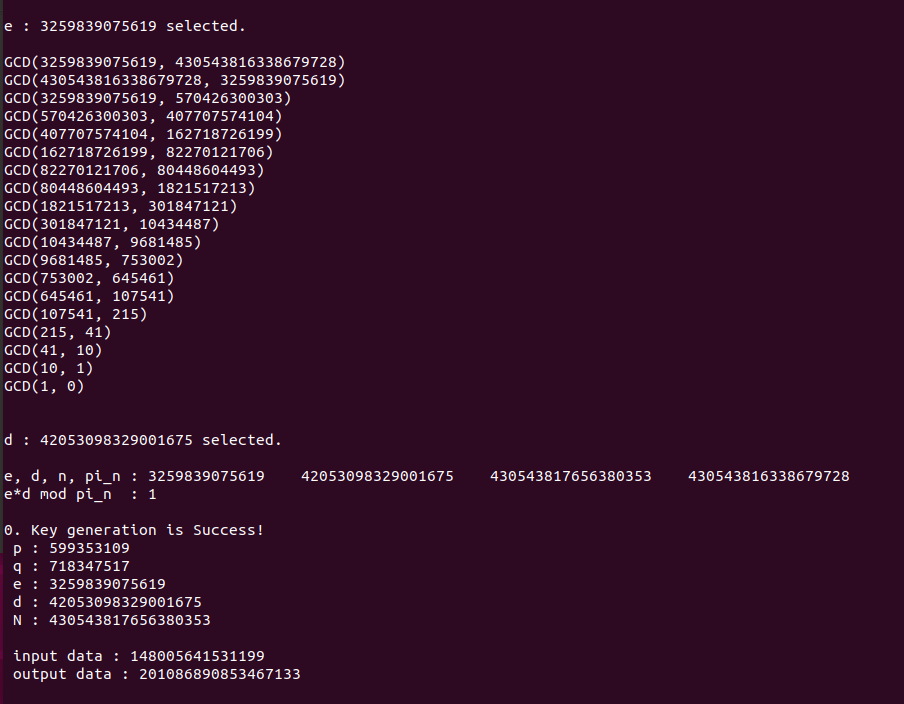 e : 3259839075619 selected.
GCD(3259839075619, 430543816338679728)
GCD(430543816338679728, 3259839075619)
GCD(3259839075619, 570426300303)
GCD(570426300303, 407707574104)
GCD(407707574104, 162718726199)
GCD(162718726199, 82270121706)
GCD(82270121706, 80448604493)
GCD(80448604493, 1821517213)
GCD(1821517213, 301847121)
GCD(301847121, 10434487)
GCD(10434487, 9681485)
GCD(9681485, 753002)
GCD(753002, 645461)
GCD(645461, 107541)
GCD(107541, 215)
GCD(215, 41)
GCD(41, 10)
GCD(10, 1)
GCD(1, 0)
d : 42053098329001675 selected.
e, d, n, pi_n : 3259839075619    42053098329001675    430543817656380353    430543816338679728
e*d mod pi_n  : 1
0. Key generation is Success!
p : 599353109
q : 718347517
e : 3259839075619
d : 42053098329001675
N : 430543817656380353
input data : 148005641531199
output data : 201086890853467133